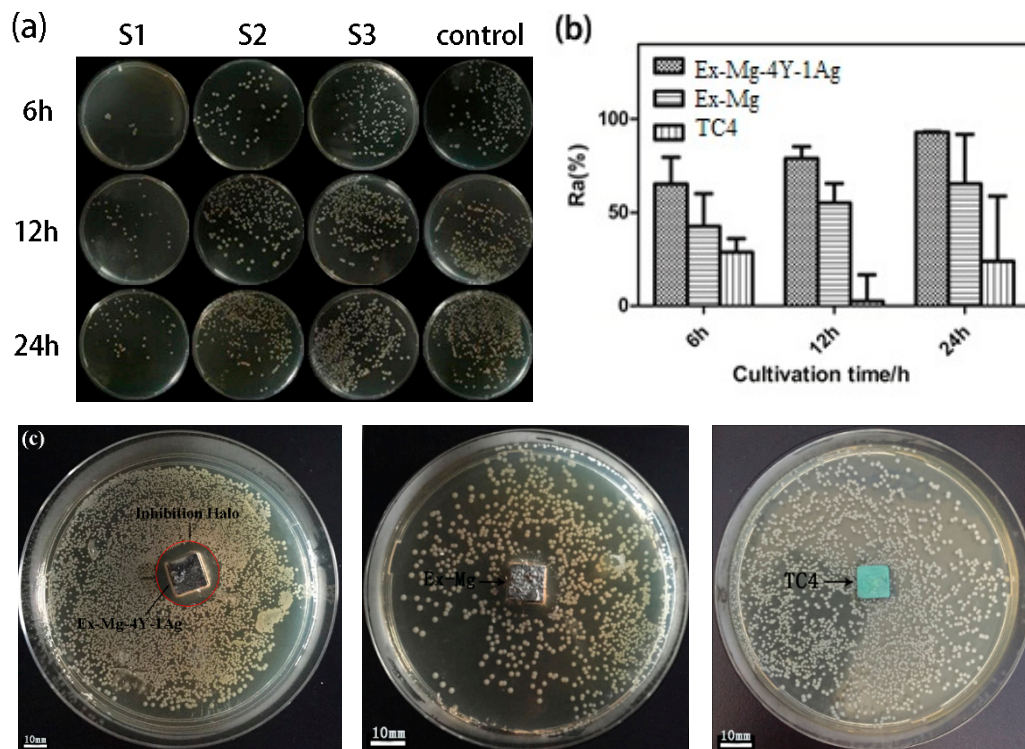 (a)
S1 S2 S3 control
6h
12h
24h
(b)
Ex-Mg-4Y-1Ag
Ex-Mg
TC4
Ra(%)
100
50
0
6h 12h 24h
Cultivation time/h
(c)
Inhibition Halo
Ex-Mg-4Y-1Ag
10mm
Ex-Mg
10mm
TC4
10mm